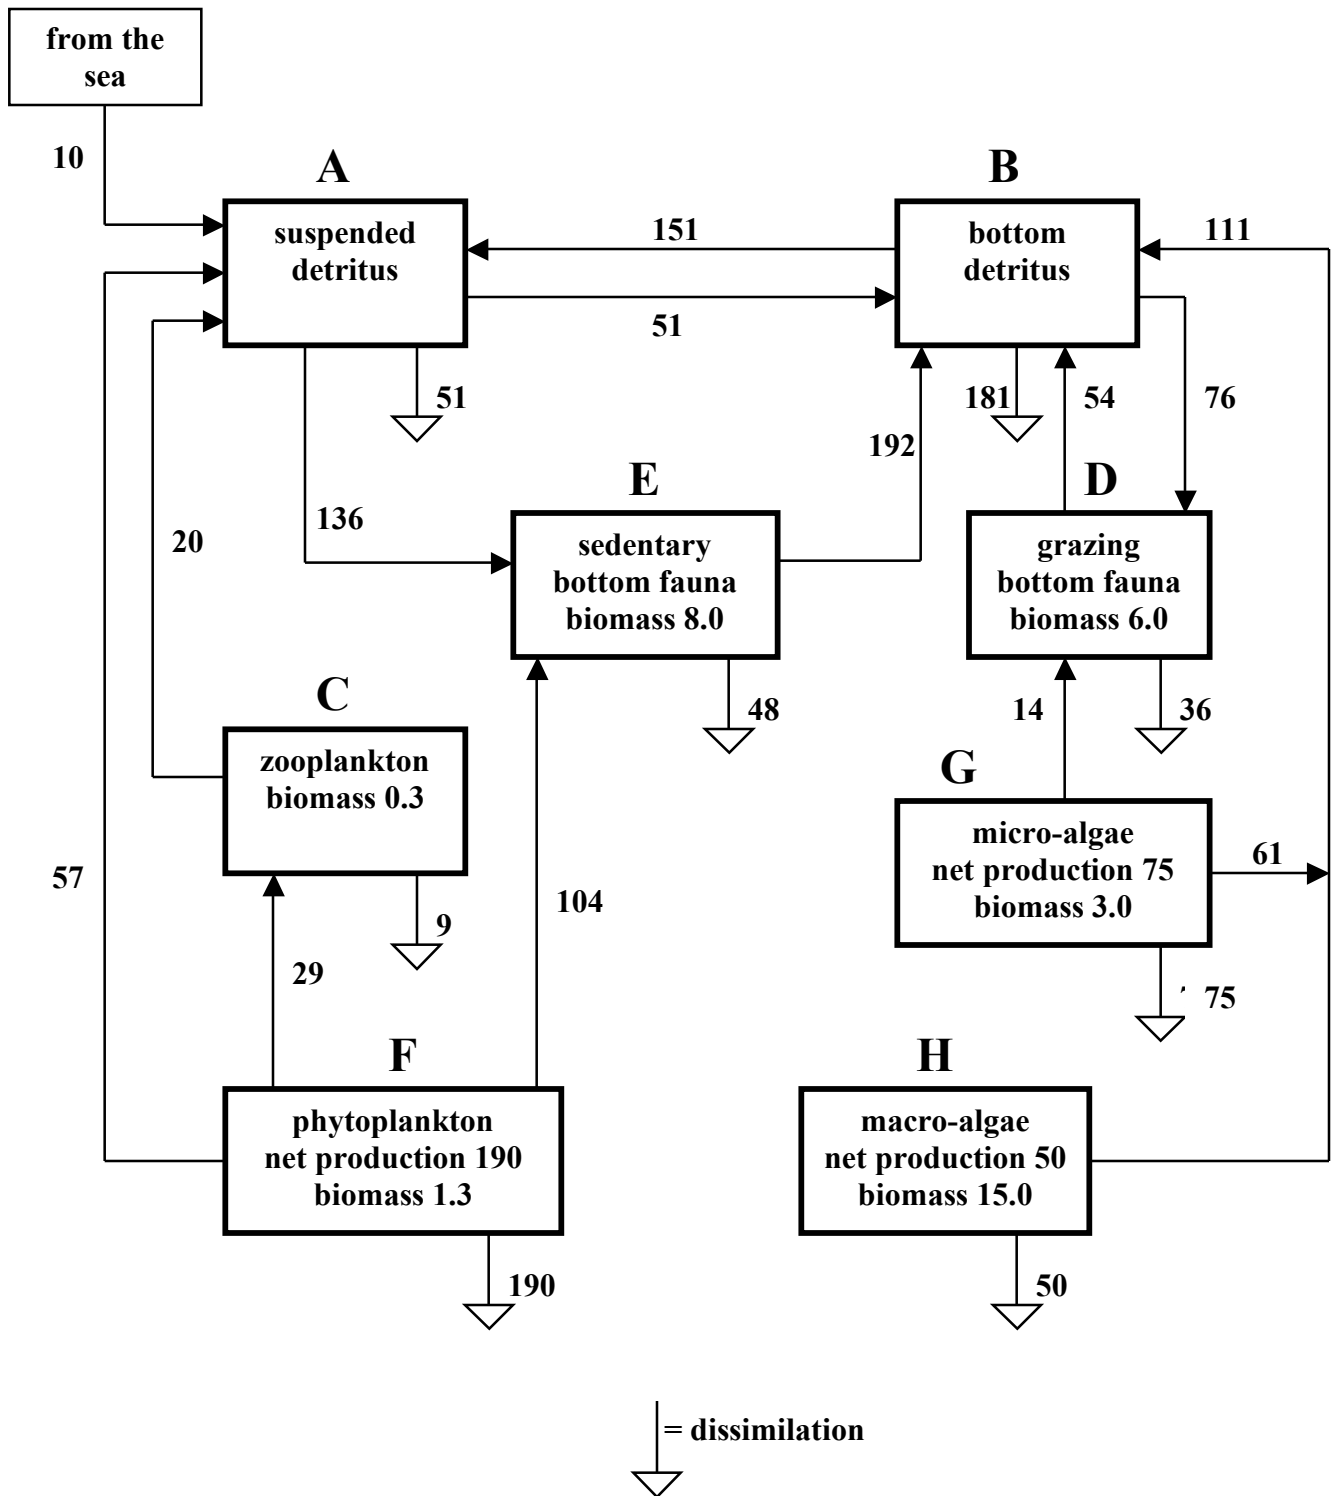 from the
sea
10
A
B
suspended
detritus
151
bottom
detritus
111
51
51
181
54
76
192
E
D
20
136
sedentary
bottom fauna
biomass 8.0
grazing
bottom fauna
biomass 6.0
C
48
14
36
zooplankton
biomass 0.3
G
57
104
micro-algae
net production 75
biomass 3.0
61
9
29
75
F
H
phytoplankton
net production 190
biomass 1.3
macro-algae
net production 50
biomass 15.0
190
50
= dissimilation